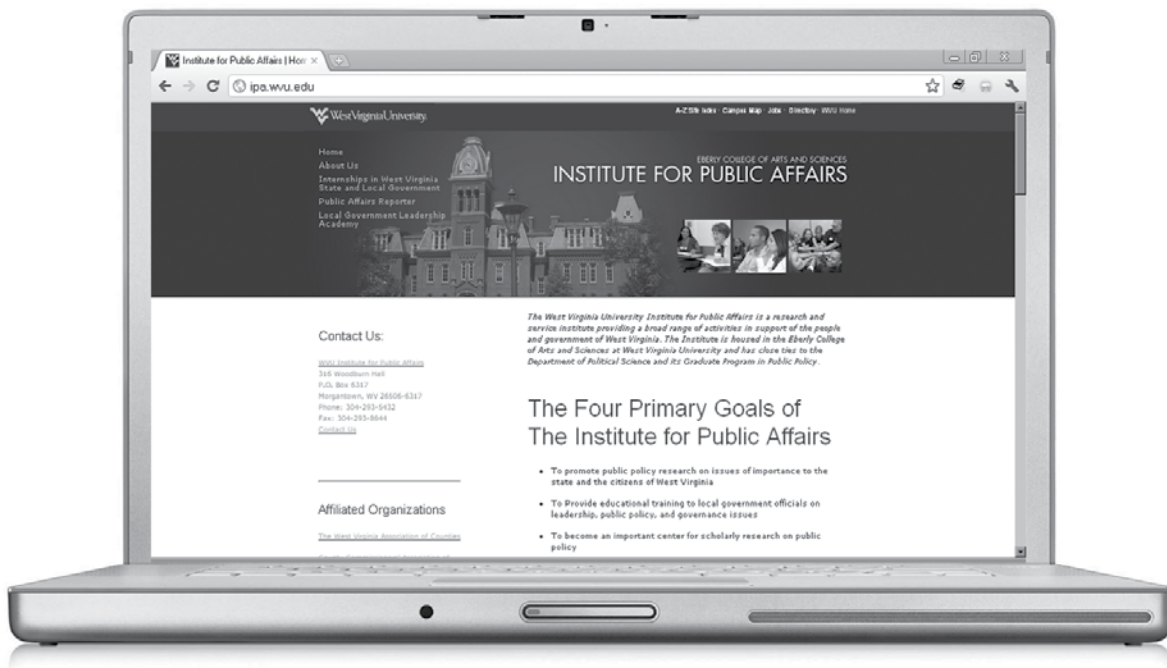 Institute for Public Affairs | Hom
ipa.wvu.edu
West Virginia University.
A-Z Site Index · Campus Map · Jobs · Directory · WVU Home
Home
About Us
Internships in West Virginia
State and Local Government
Public Affairs Reporter
Local Government Leadership
Academy
EBERLY COLLEGE OF ARTS AND SCIENCES
INSTITUTE FOR PUBLIC AFFAIRS
Contact Us:
WVU Institute for Public Affairs
316 Woodburn Hall
P.O. Box 6317
Morgantown, WV 26506-6317
Phone: 304-293-5432
Fax: 304-293-8644
Contact Us
Affiliated Organizations
The West Virginia Association of Counties
The West Virginia University Institute for Public Affairs is a research and
service institute providing a broad range of activities in support of the people
and government of West Virginia. The Institute is housed in the Eberly College
of Arts and Sciences at West Virginia University and has close ties to the
Department of Political Science and its Graduate Program in Public Policy.
The Four Primary Goals of
The Institute for Public Affairs
• To promote public policy research on issues of importance to the
state and the citizens of West Virginia
• To Provide educational training to local government officials on
leadership, public policy, and governance issues
• To become an important center for scholarly research on public
policy